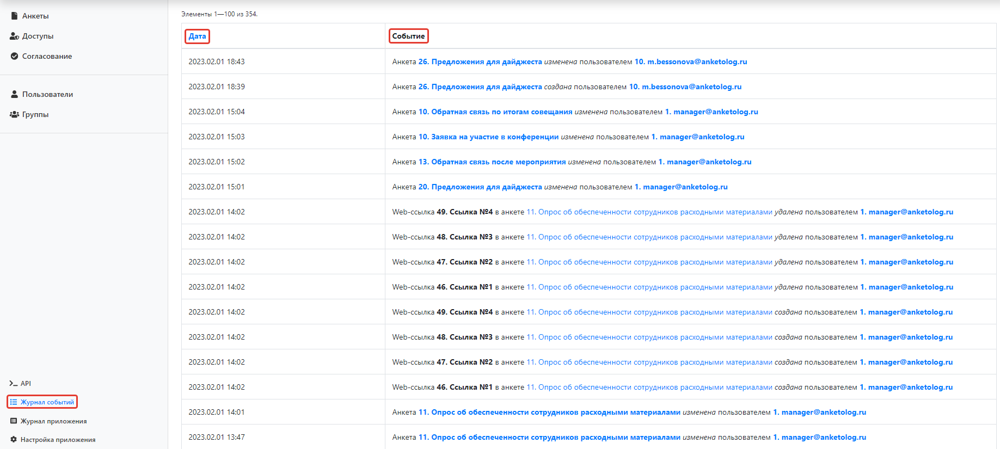 Анкеты
Доступы
Согласование
Пользователи
Группы
API
Журнал событий
Журнал приложения
Настройка приложения
Элементы 1—100 из 354.
Дата Событие
2023.02.01 18:43 Анкета 26. Предложения для дайджеста изменена пользователем 10. m.bessonova@anketolog.ru
2023.02.01 18:39 Анкета 26. Предложения для дайджеста создана пользователем 10. m.bessonova@anketolog.ru
2023.02.01 15:04 Анкета 10. Обратная связь по итогам совещания изменена пользователем 1. manager@anketolog.ru
2023.02.01 15:03 Анкета 10. Заявка на участие в конференции изменена пользователем 1. manager@anketolog.ru
2023.02.01 15:02 Анкета 13. Обратная связь после мероприятия изменена пользователем 1. manager@anketolog.ru
2023.02.01 15:01 Анкета 20. Предложения для дайджеста изменена пользователем 1. manager@anketolog.ru
2023.02.01 14:02 Web-ссылка 49. Ссылка №4 в анкете 11. Опрос об обеспеченности сотрудников расходными материалами удалена пользователем 1. manager@anketolog.ru
2023.02.01 14:02 Web-ссылка 48. Ссылка №3 в анкете 11. Опрос об обеспеченности сотрудников расходными материалами удалена пользователем 1. manager@anketolog.ru
2023.02.01 14:02 Web-ссылка 47. Ссылка №2 в анкете 11. Опрос об обеспеченности сотрудников расходными материалами удалена пользователем 1. manager@anketolog.ru
2023.02.01 14:02 Web-ссылка 46. Ссылка №1 в анкете 11. Опрос об обеспеченности сотрудников расходными материалами удалена пользователем 1. manager@anketolog.ru
2023.02.01 14:02 Web-ссылка 49. Ссылка №4 в анкете 11. Опрос об обеспеченности сотрудников расходными материалами создана пользователем 1. manager@anketolog.ru
2023.02.01 14:02 Web-ссылка 48. Ссылка №3 в анкете 11. Опрос об обеспеченности сотрудников расходными материалами создана пользователем 1. manager@anketolog.ru
2023.02.01 14:02 Web-ссылка 47. Ссылка №2 в анкете 11. Опрос об обеспеченности сотрудников расходными материалами создана пользователем 1. manager@anketolog.ru
2023.02.01 14:02 Web-ссылка 46. Ссылка №1 в анкете 11. Опрос об обеспеченности сотрудников расходными материалами создана пользователем 1. manager@anketolog.ru
2023.02.01 14:01 Анкета 11. Опрос об обеспеченности сотрудников расходными материалами изменена пользователем 1. manager@anketolog.ru
2023.02.01 13:47 Анкета 11. Опрос об обеспеченности сотрудников расходными материалами изменена пользователем 1. manager@anketolog.ru